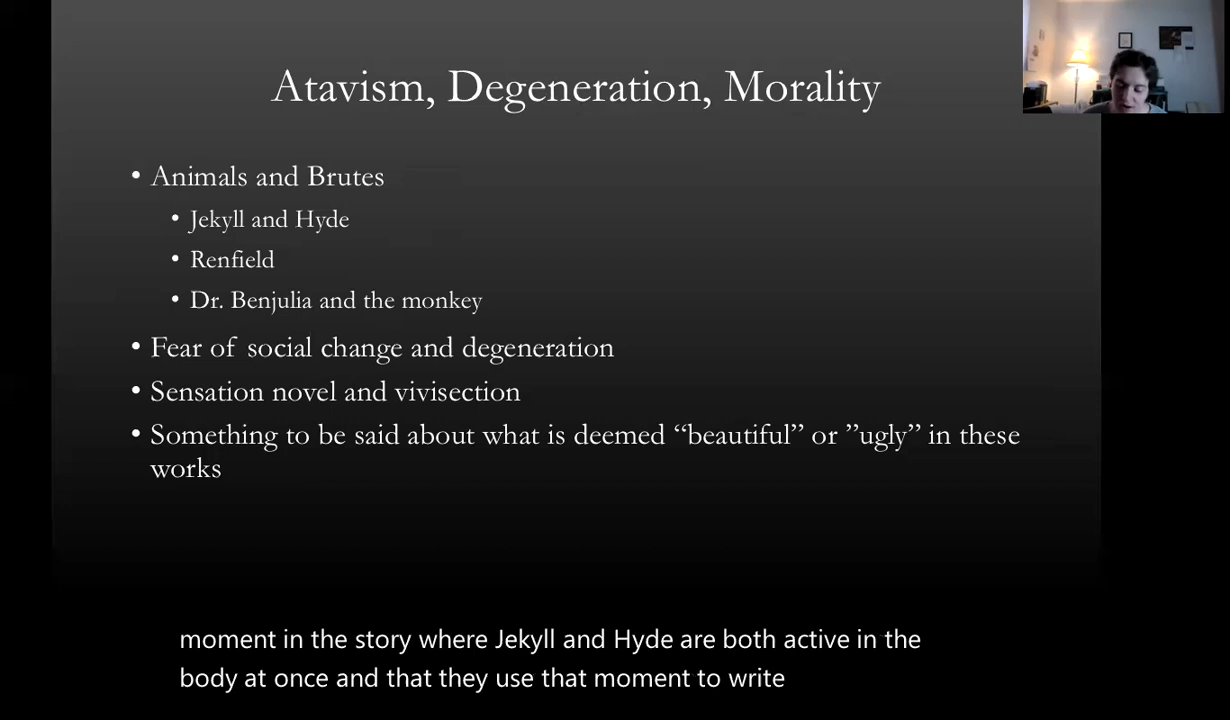 Atavism, Degeneration, Morality
• Animals and Brutes
• Jekyll and Hyde
• Renfield
• Dr. Benjulia and the monkey
• Fear of social change and degeneration
• Sensation novel and vivisection
• Something to be said about what is deemed “beautiful” or ”ugly” in these
works
moment in the story where Jekyll and Hyde are both active in the
body at once and that they use that moment to write